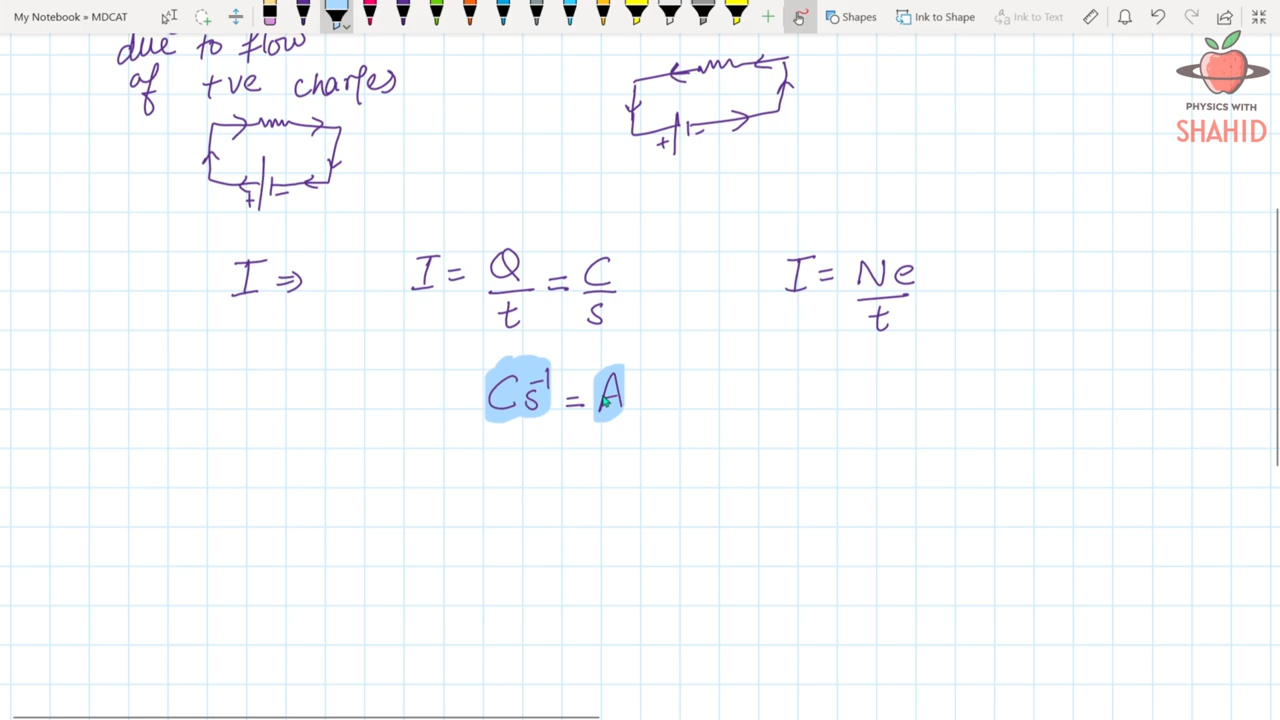 My Notebook » MDCAT
Shapes
Ink to Shape
Ink to Text
due to flow
of +ve charges
+ -
+ -
PHYSICS WITH
SHAHID
I ⇒ I = Q/t = C/s I = Ne/t
Cs⁻¹ = A